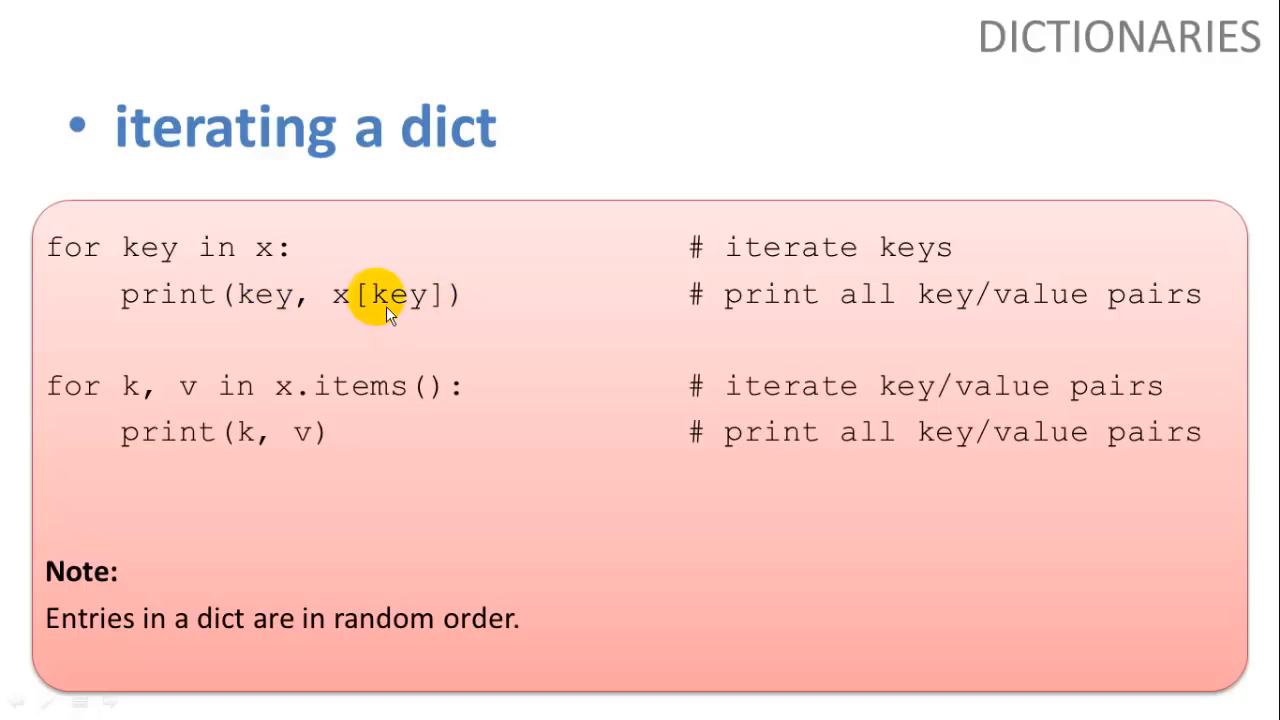 DICTIONARIES
• iterating a dict
for key in x: # iterate keys
    print(key, x[key]) # print all key/value pairs
for k, v in x.items(): # iterate key/value pairs
    print(k, v) # print all key/value pairs
Note:
Entries in a dict are in random order.